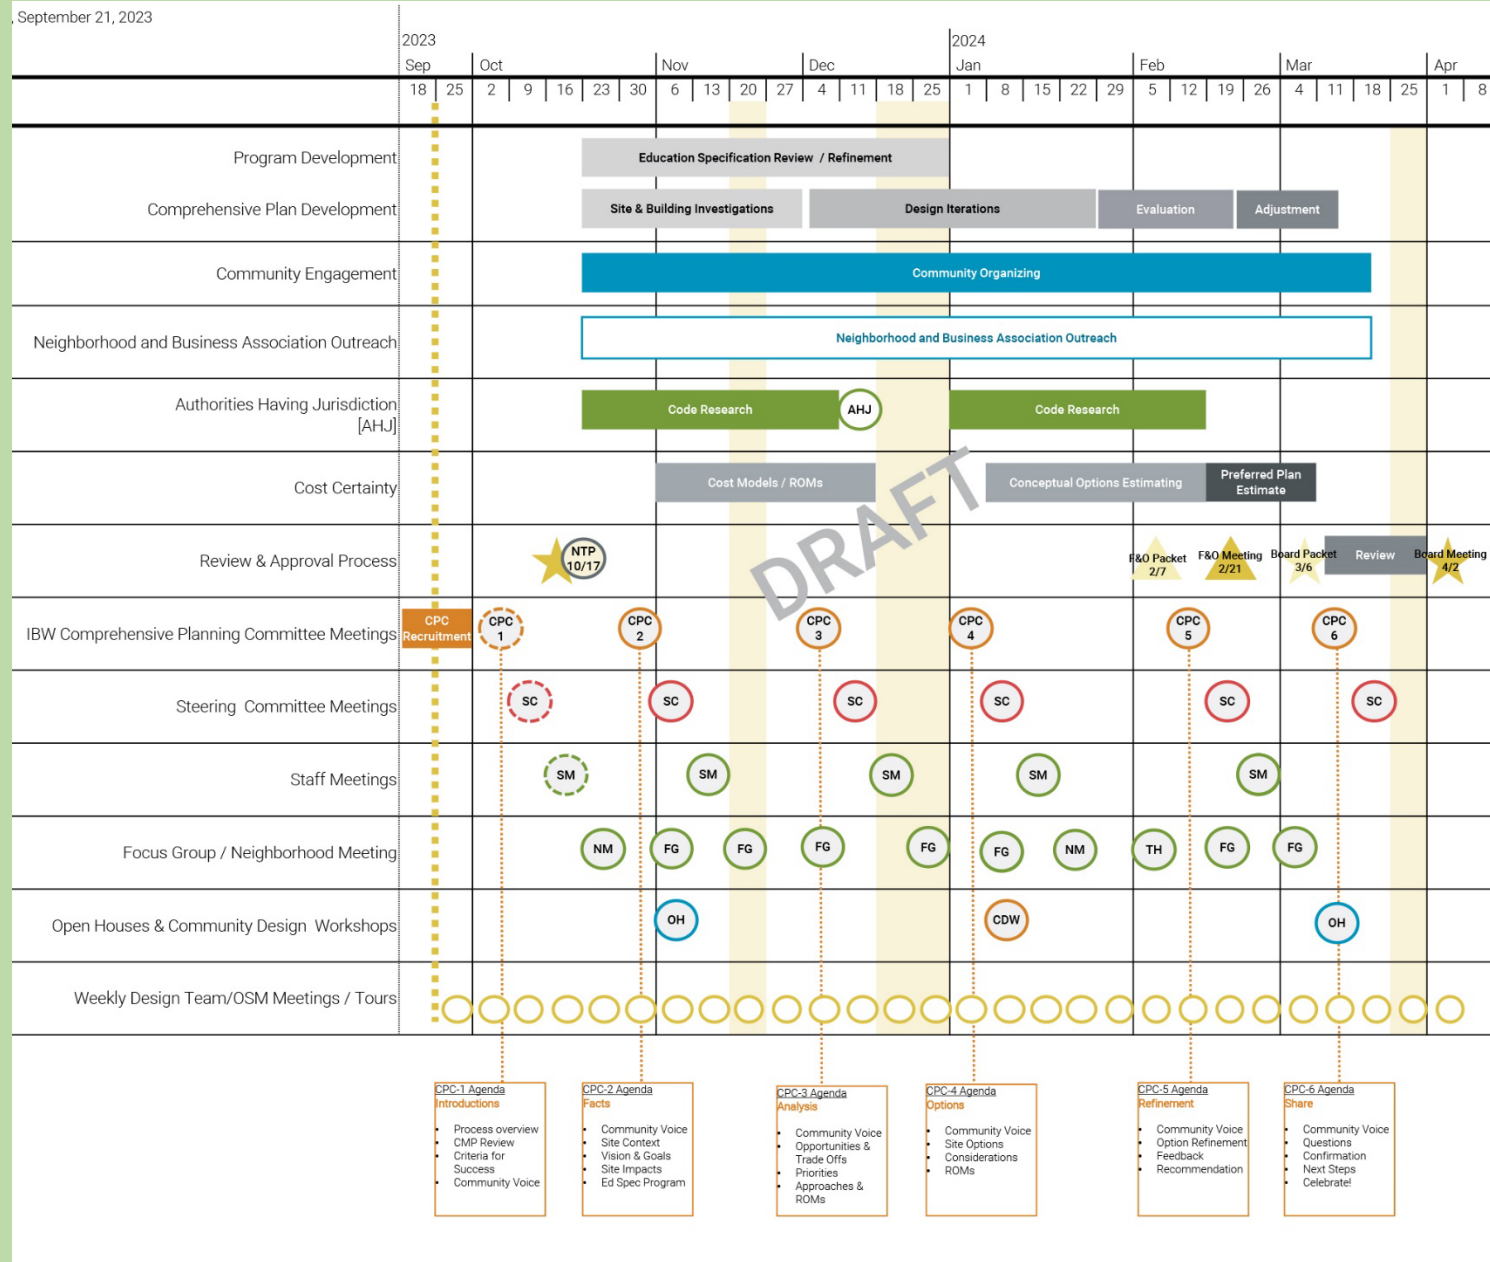 , September 21, 2023
2023
2024
Sep Oct Nov Dec Jan Feb Mar Apr
18 25 2 9 16 23 30 6 13 20 27 4 11 18 25 1 8 15 22 29 5 12 19 26 4 11 18 25 1 8
Program Development
Education Specification Review / Refinement
Comprehensive Plan Development
Site & Building Investigations Design Iterations Evaluation Adjustment
Community Engagement
Community Organizing
Neighborhood and Business Association Outreach
Neighborhood and Business Association Outreach
Authorities Having Jurisdiction
[AHJ]
Code Research AHJ Code Research
Cost Certainty
Cost Models / ROMs Conceptual Options Estimating
Preferred Plan
Estimate
DRAFT
Review & Approval Process
NTP
10/17
F&O Packet
2/7
F&O Meeting
2/21
Board Packet
3/6
Review
Board Meeting
4/2
IBW Comprehensive Planning Committee Meetings
CPC
Recruitment
CPC
1
CPC
2
CPC
3
CPC
4
CPC
5
CPC
6
Steering Committee Meetings
SC SC SC SC SC SC
Staff Meetings
SM SM SM SM SM
Focus Group / Neighborhood Meeting
NM FG FG FG FG FG NM TH FG FG
Open Houses & Community Design Workshops
OH CDW OH
Weekly Design Team/OSM Meetings / Tours
CPC-1 Agenda
Introductions
• Process overview
• CMP Review
• Criteria for
Success
• Community Voice
CPC-2 Agenda
Facts
• Community Voice
• Site Context
• Vision & Goals
• Site Impacts
• Ed Spec Program
CPC-3 Agenda
Analysis
• Community Voice
• Opportunities &
Trade Offs
• Priorities
• Approaches &
ROMs
CPC-4 Agenda
Options
• Community Voice
• Site Options
• Considerations
• ROMs
CPC-5 Agenda
Refinement
• Community Voice
• Option Refinement
• Feedback
• Recommendation
CPC-6 Agenda
Share
• Community Voice
• Questions
• Confirmation
• Next Steps
• Celebrate!